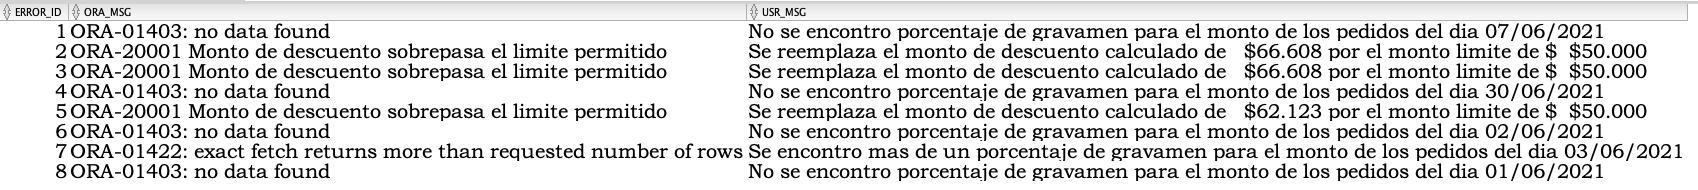 ERROR_ID ORA_MSG USR_MSG
1 ORA-01403: no data found No se encontro porcentaje de gravamen para el monto de los pedidos del dia 07/06/2021
2 ORA-20001 Monto de descuento sobrepasa el limite permitido Se reemplaza el monto de descuento calculado de $66.608 por el monto limite de $ $50.000
3 ORA-20001 Monto de descuento sobrepasa el limite permitido Se reemplaza el monto de descuento calculado de $66.608 por el monto limite de $ $50.000
4 ORA-01403: no data found No se encontro porcentaje de gravamen para el monto de los pedidos del dia 30/06/2021
5 ORA-20001 Monto de descuento sobrepasa el limite permitido Se reemplaza el monto de descuento calculado de $62.123 por el monto limite de $ $50.000
6 ORA-01403: no data found No se encontro porcentaje de gravamen para el monto de los pedidos del dia 02/06/2021
7 ORA-01422: exact fetch returns more than requested number of rows Se encontro mas de un porcentaje de gravamen para el monto de los pedidos del dia 03/06/2021
8 ORA-01403: no data found No se encontro porcentaje de gravamen para el monto de los pedidos del dia 01/06/2021